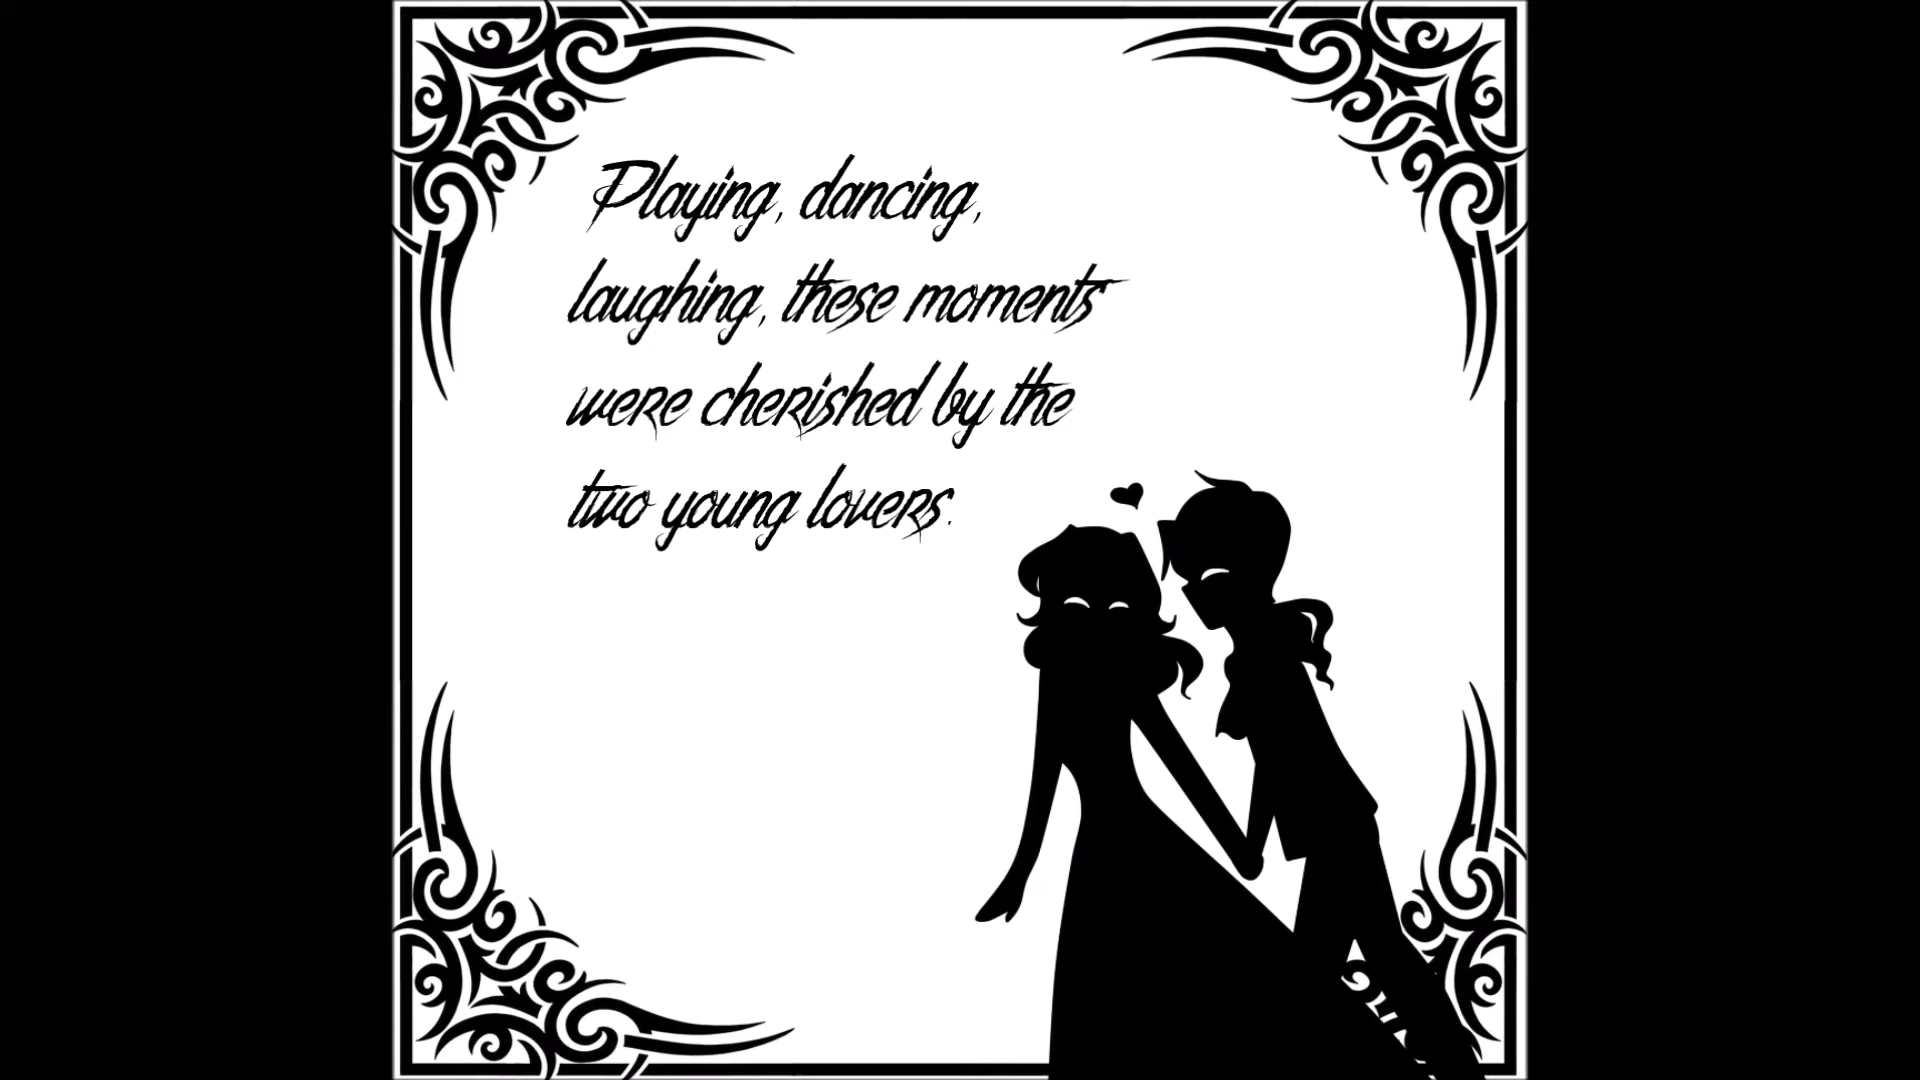 Playing, dancing,
laughing, these moments
were cherished by the
two young lovers.